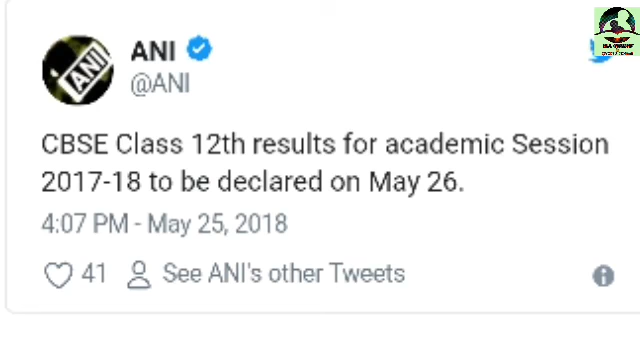 ANI
ANI
@ANI
CBSE Class 12th results for academic Session
2017-18 to be declared on May 26.
4:07 PM - May 25, 2018
41 See ANI's other Tweets